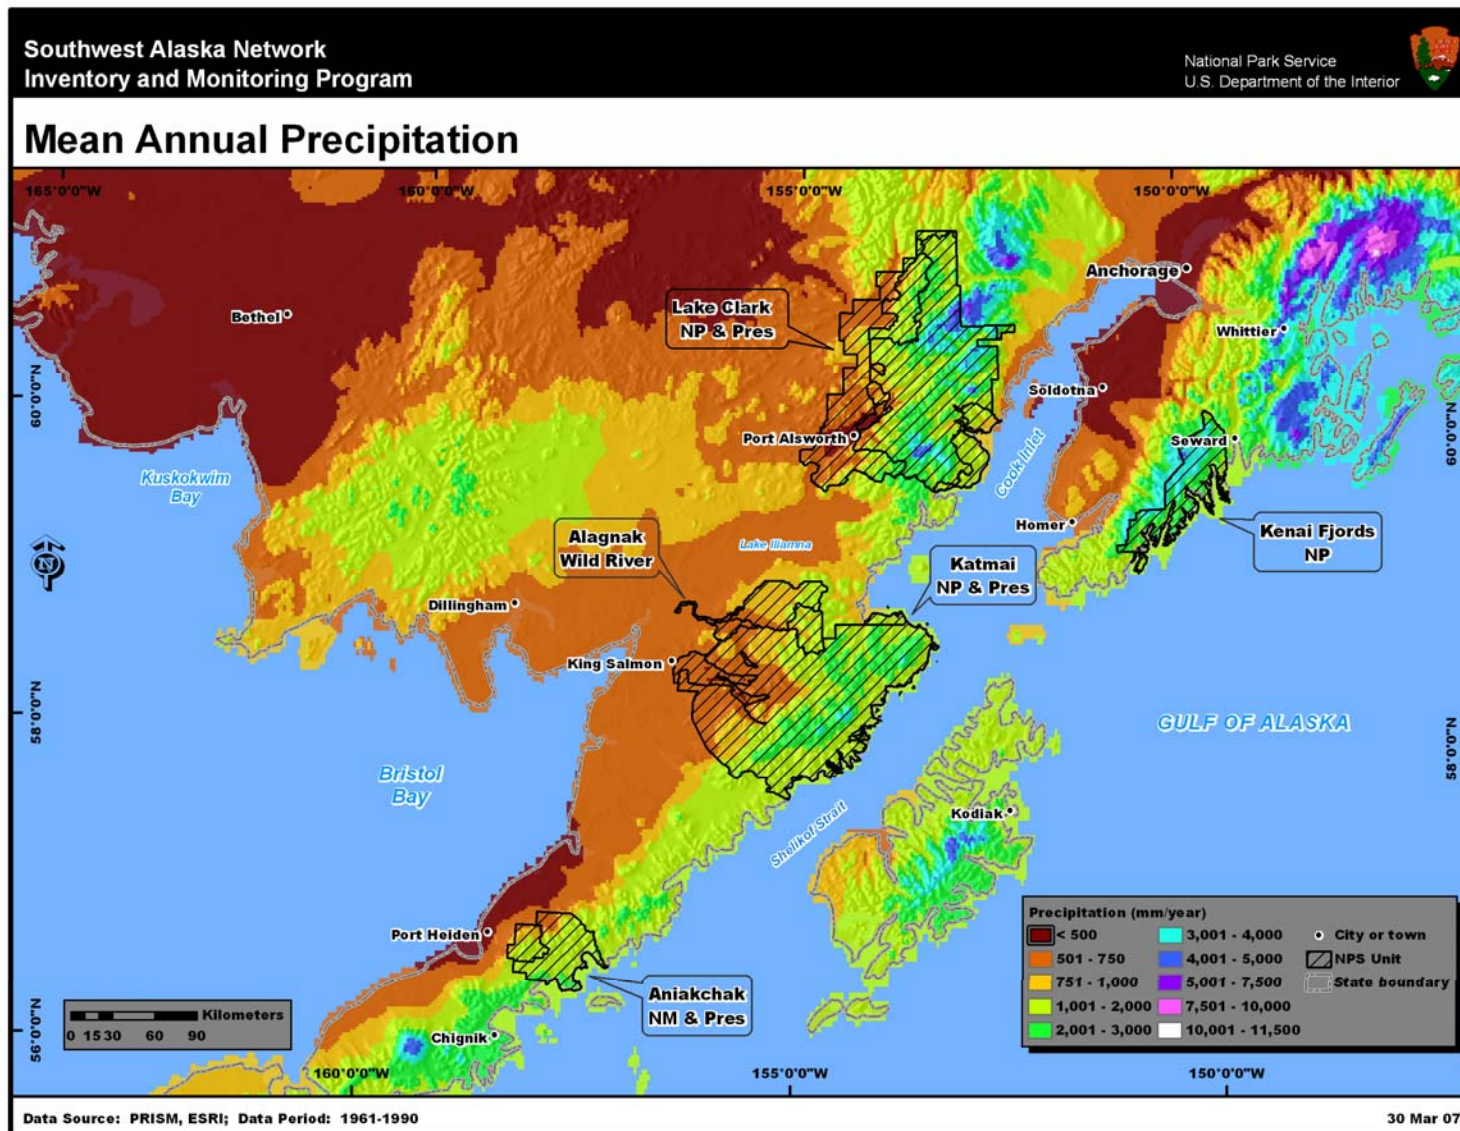 Southwest Alaska Network
Inventory and Monitoring Program
National Park Service
U.S. Department of the Interior
Mean Annual Precipitation
165°0'0"W
160°0'0"W
155°0'0"W
150°0'0"W
Anchorage
Lake Clark
NP & Pres
Bethel
Whittier
60°0'0"N
Soldotna
60°0'0"N
Port Alsworth
Seward
Cook Inlet
Kuskokwim
Bay
Homer
Kenai Fjords
NP
Alagnak
Wild River
Lake Iliamna
Katmai
NP & Pres
N
Dillingham
King Salmon
58°0'0"N
GULF OF ALASKA
58°0'0"N
Bristol
Bay
Kodiak
Shelikof Strait
Port Heiden
Aniakchak
NM & Pres
Chignik
56°0'0"N
Kilometers
0 15 30 60 90
160°0'0"W
155°0'0"W
150°0'0"W
Precipitation (mm/year)
< 500
501 - 750
751 - 1,000
1,001 - 2,000
2,001 - 3,000
3,001 - 4,000
4,001 - 5,000
5,001 - 7,500
7,501 - 10,000
10,001 - 11,500
City or town
NPS Unit
State boundary
Data Source: PRISM, ESRI; Data Period: 1961-1990
30 Mar 07